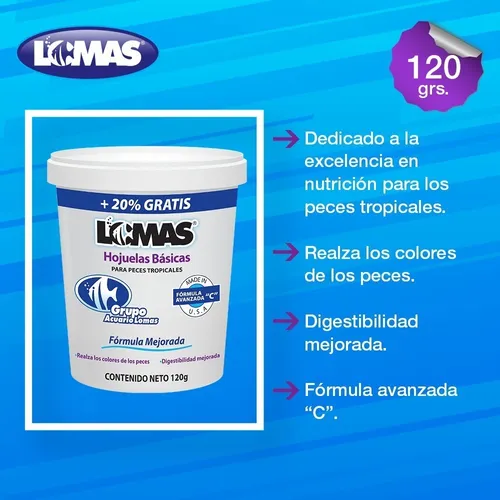 LOMAS
120
grs.
+ 20% GRATIS
LOMAS
Hojuelas Básicas
PARA PECES TROPICALES
MADE IN
FÓRMULA
AVANZADA "C"
U.S.A
Grupo
Acuario Lomas
Fórmula Mejorada
-Realza los colores de los peces -Digestibilidad mejorada
CONTENIDO NETO 120g
Dedicado a la
excelencia en
nutrición para los
peces tropicales.
Realza los colores
de los peces.
Digestibilidad
mejorada.
Fórmula avanzada
“C”.